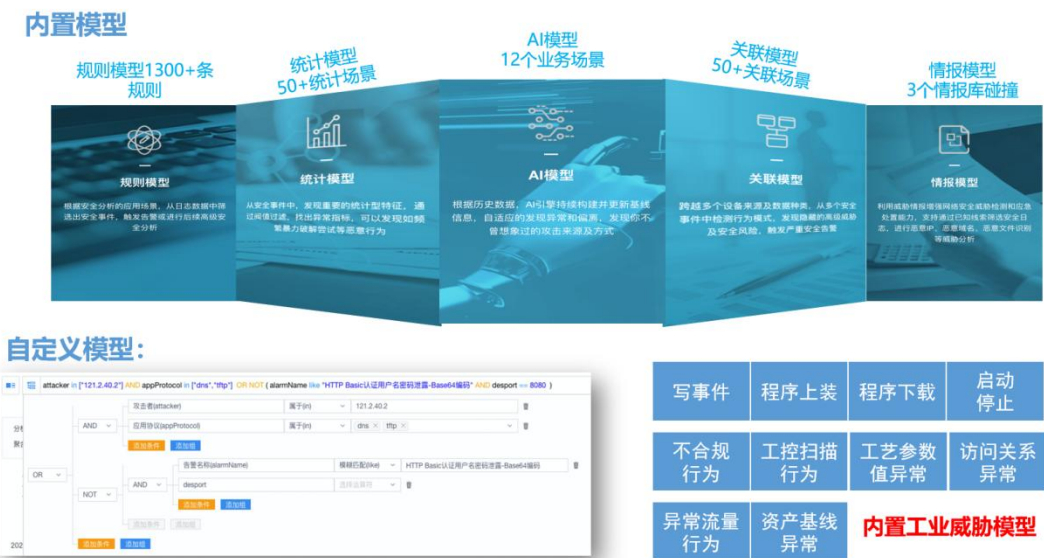 内置模型
规则模型1300+条
规则
统计模型
50+统计场景
AI模型
12个业务场景
关联模型
50+关联场景
情报模型
3个情报库碰撞
规则模型
根据安全分析的应用场景，从日志数据中筛
选出安全事件，触发告警或进行后续高级安
全分析
统计模型
从安全事件中，发现重要的统计型特征，通
过阀值过滤，找出异常指标，可以发现如频
繁暴力破解尝试等恶意行为
AI模型
根据历史数据，AI引擎持续构建并更新基线
信息，自适应的发现异常和偏离，发现你不
曾想象过的攻击来源及方式
关联模型
跨越多个设备来源及数据种类，从多个安全
事件中检测行为模式，发现隐藏的高级威胁
及安全风险，触发严重安全告警
情报模型
利用威胁情报增强网络安全威胁检测和应急
处置能力，支持通过已知线索筛选安全日
志，进行恶意IP、恶意域名、恶意文件识别
等威胁分析
自定义模型：
attacker in ["121.2.40.2"] AND appProtocol in ["dns","tftp"] OR NOT ( alarmName like "HTTP Basic认证用户名密码泄露-Base64编码" AND desport == 8080 )
攻击者(attacker) 属于(in) 121.2.40.2
AND
应用协议(appProtocol) 属于(in) dns × tftp ×
添加条件 添加组
OR
告警名称(alarmName) 模糊匹配(like) HTTP Basic认证用户名密码泄露-Base64编码
NOT
AND
desport 选择运算符
添加条件 添加组
添加条件 添加组
添加条件 添加组
202
写事件
程序上装
程序下载
启动
停止
不合规
行为
工控扫描
行为
工艺参数
值异常
访问关系
异常
异常流量
行为
资产基线
异常
内置工业威胁模型